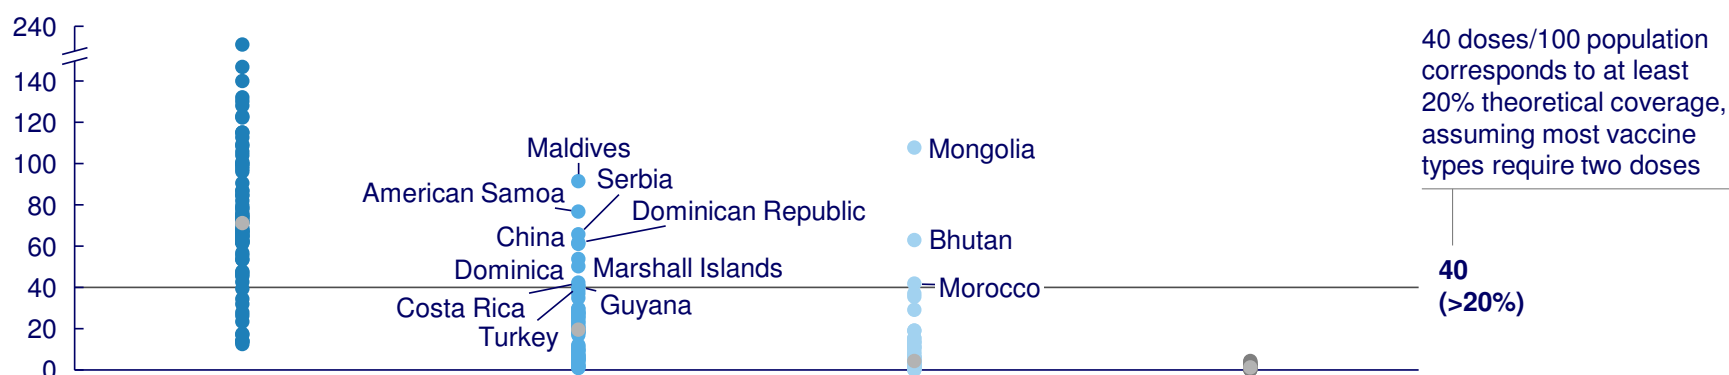 240
140
120
100
80
60
40
20
0
Maldives
American Samoa
Serbia
Dominican Republic
China
Dominica
Marshall Islands
Costa Rica
Guyana
Turkey
Mongolia
Bhutan
Morocco
40 doses/100 population
corresponds to at least
20% theoretical coverage,
assuming most vaccine
types require two doses
40
(>20%)